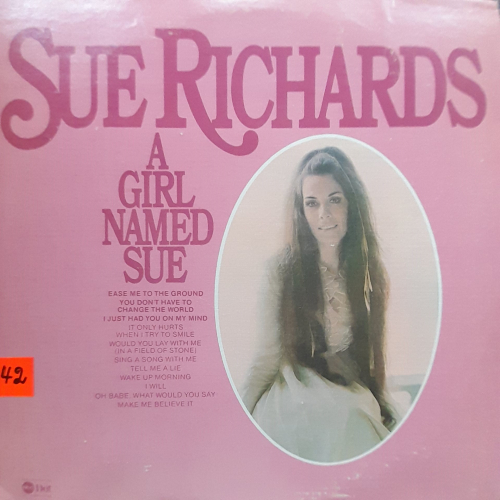 SUE RICHARDS
A
GIRL
NAMED
SUE
EASE ME TO THE GROUND
YOU DON'T HAVE TO
CHANGE THE WORLD
I JUST HAD YOU ON MY MIND
IT ONLY HURTS
WHEN I TRY TO SMILE
WOULD YOU LAY WITH ME
(IN A FIELD OF STONE)
SING A SONG WITH ME
TELL ME A LIE
WAKE UP MORNING
I WILL
OH BABE, WHAT WOULD YOU SAY
MAKE ME BELIEVE IT
42
abc Dot